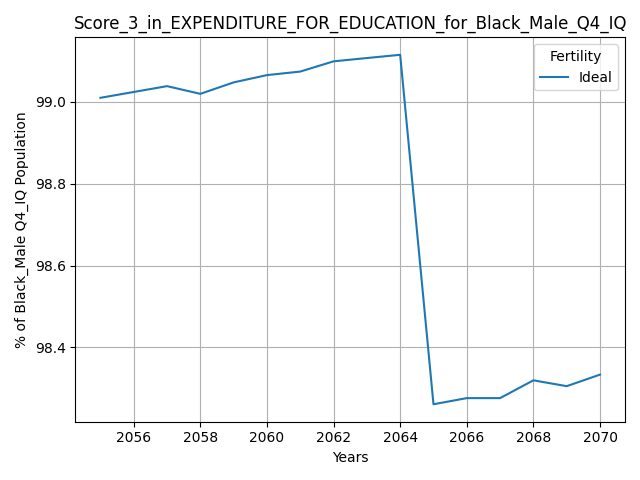 Score_3_in_EXPENDITURE_FOR_EDUCATION_for_Black_Male_Q4_IQ
Fertility
Ideal
% of Black_Male Q4_IQ Population
99.0
98.8
98.6
98.4
2056 2058 2060 2062 2064 2066 2068 2070
Years